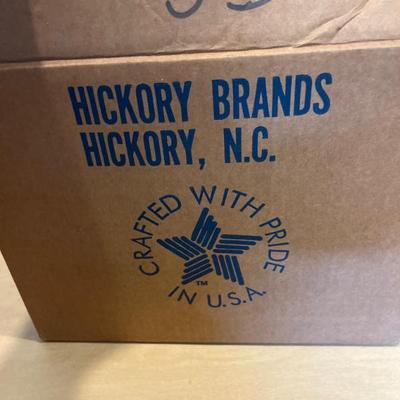 HICKORY BRANDS
HICKORY, N.C.
CRAFTED WITH PRIDE
IN U.S.A.
TM